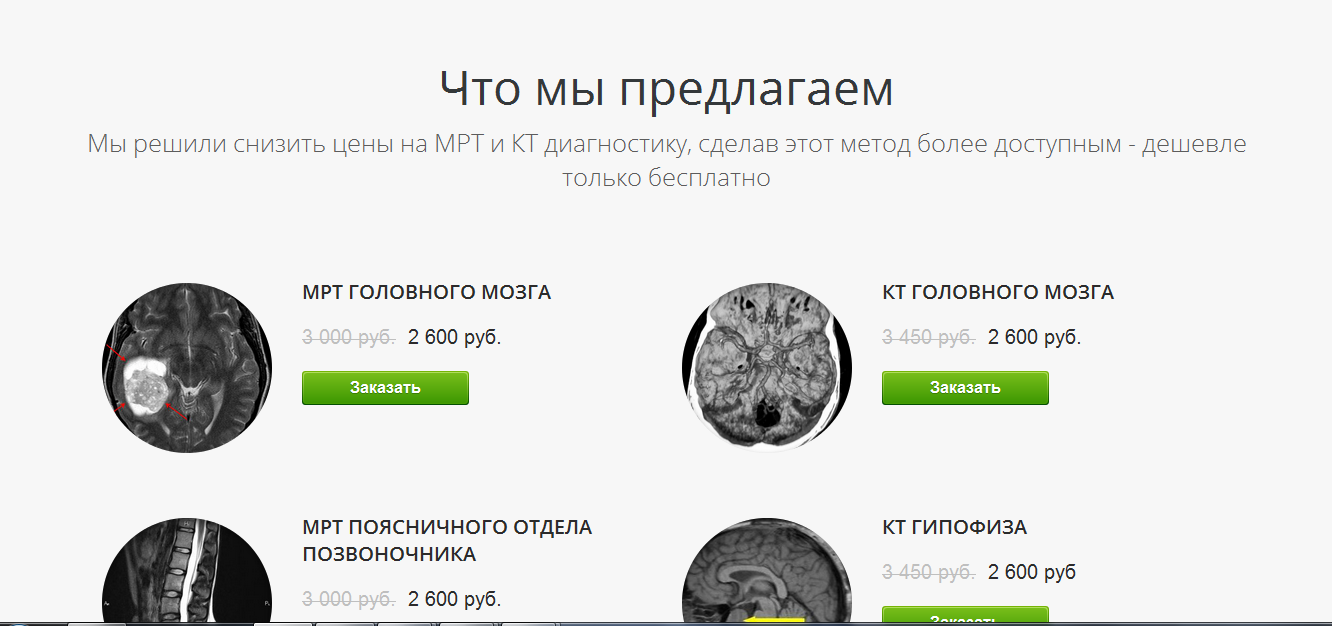 Что мы предлагаем
Мы решили снизить цены на МРТ и КТ диагностику, сделав этот метод более доступным - дешевле
только бесплатно
МРТ ГОЛОВНОГО МОЗГА
3 000 руб. 2 600 руб.
Заказать
КТ ГОЛОВНОГО МОЗГА
3 450 руб. 2 600 руб.
Заказать
МРТ ПОЯСНИЧНОГО ОТДЕЛА
ПОЗВОНОЧНИКА
3 000 руб. 2 600 руб.
КТ ГИПОФИЗА
3 450 руб. 2 600 руб
Заказать